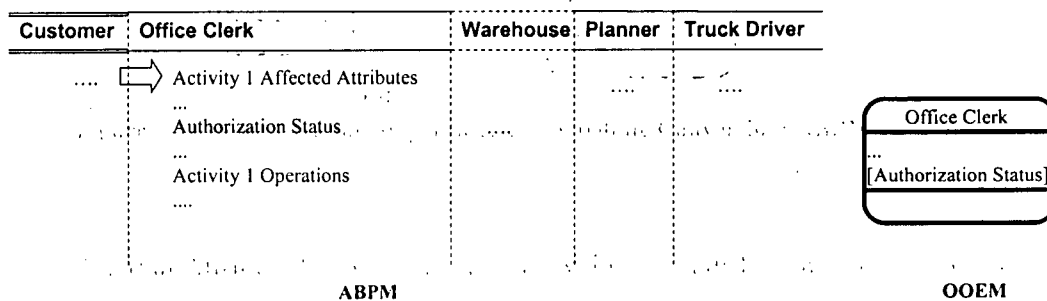 Customer Office Clerk Warehouse Planner Truck Driver
.... Activity 1 Affected Attributes .... ....
...
Authorization Status ....
...
Activity 1 Operations
....
Office Clerk
...
[Authorization Status]
ABPM OOEM